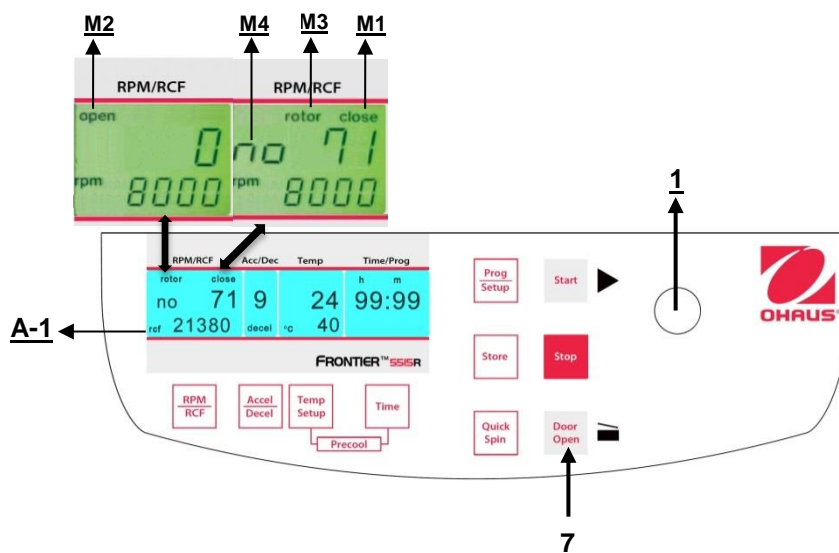 M2 M4 M3 M1
RPM/RCF RPM/RCF
open 0
rpm 8000
rotor close
no 71
rpm 8000
1
RPM/RCF Acc/Dec Temp Time/Prog
rotor close h m
no 71 9 24 99:99
rcf 21380 decel °c 40
A-1
FRONTIER™ 5515R
RPM
RCF
Accel
Decel
Temp
Setup
Time
Precool
Prog
Setup
Start
Store
Stop
Quick
Spin
Door
Open
OHAUS®
7